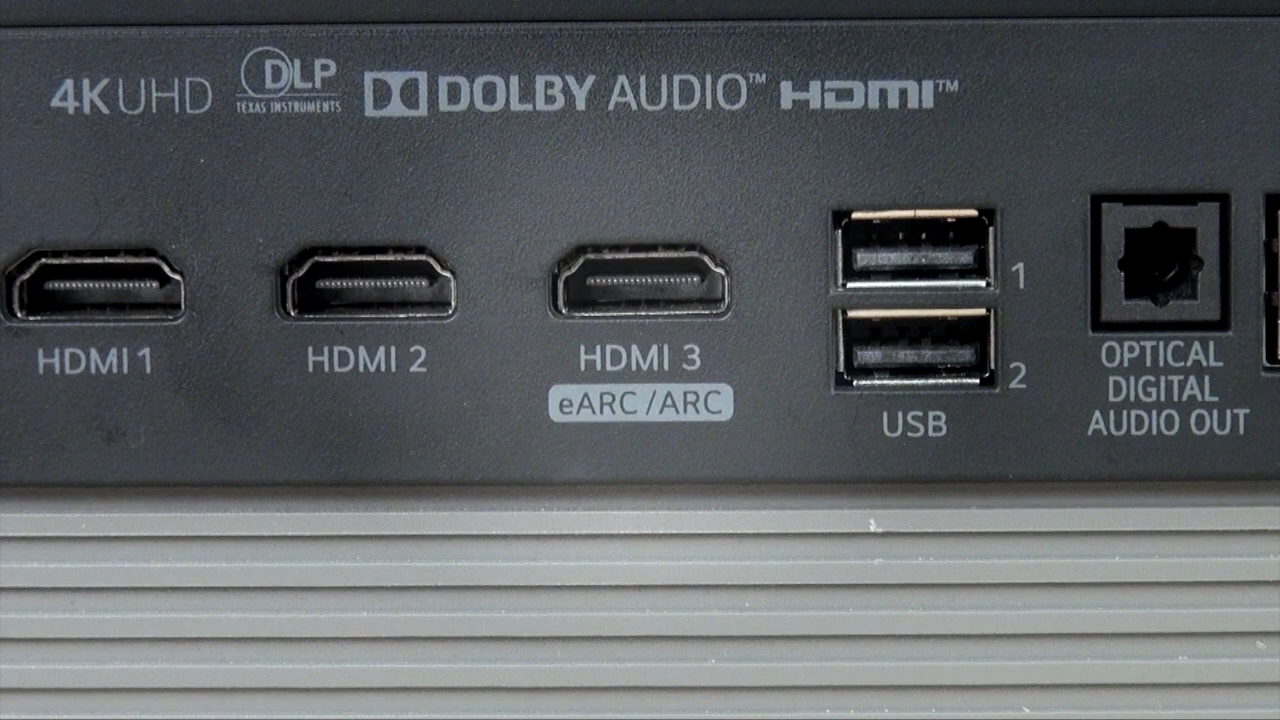 4K UHD DLP TEXAS INSTRUMENTS DOLBY AUDIO™ HDMI™
HDMI 1
HDMI 2
HDMI 3
eARC/ARC
1
2
USB
OPTICAL
DIGITAL
AUDIO OUT